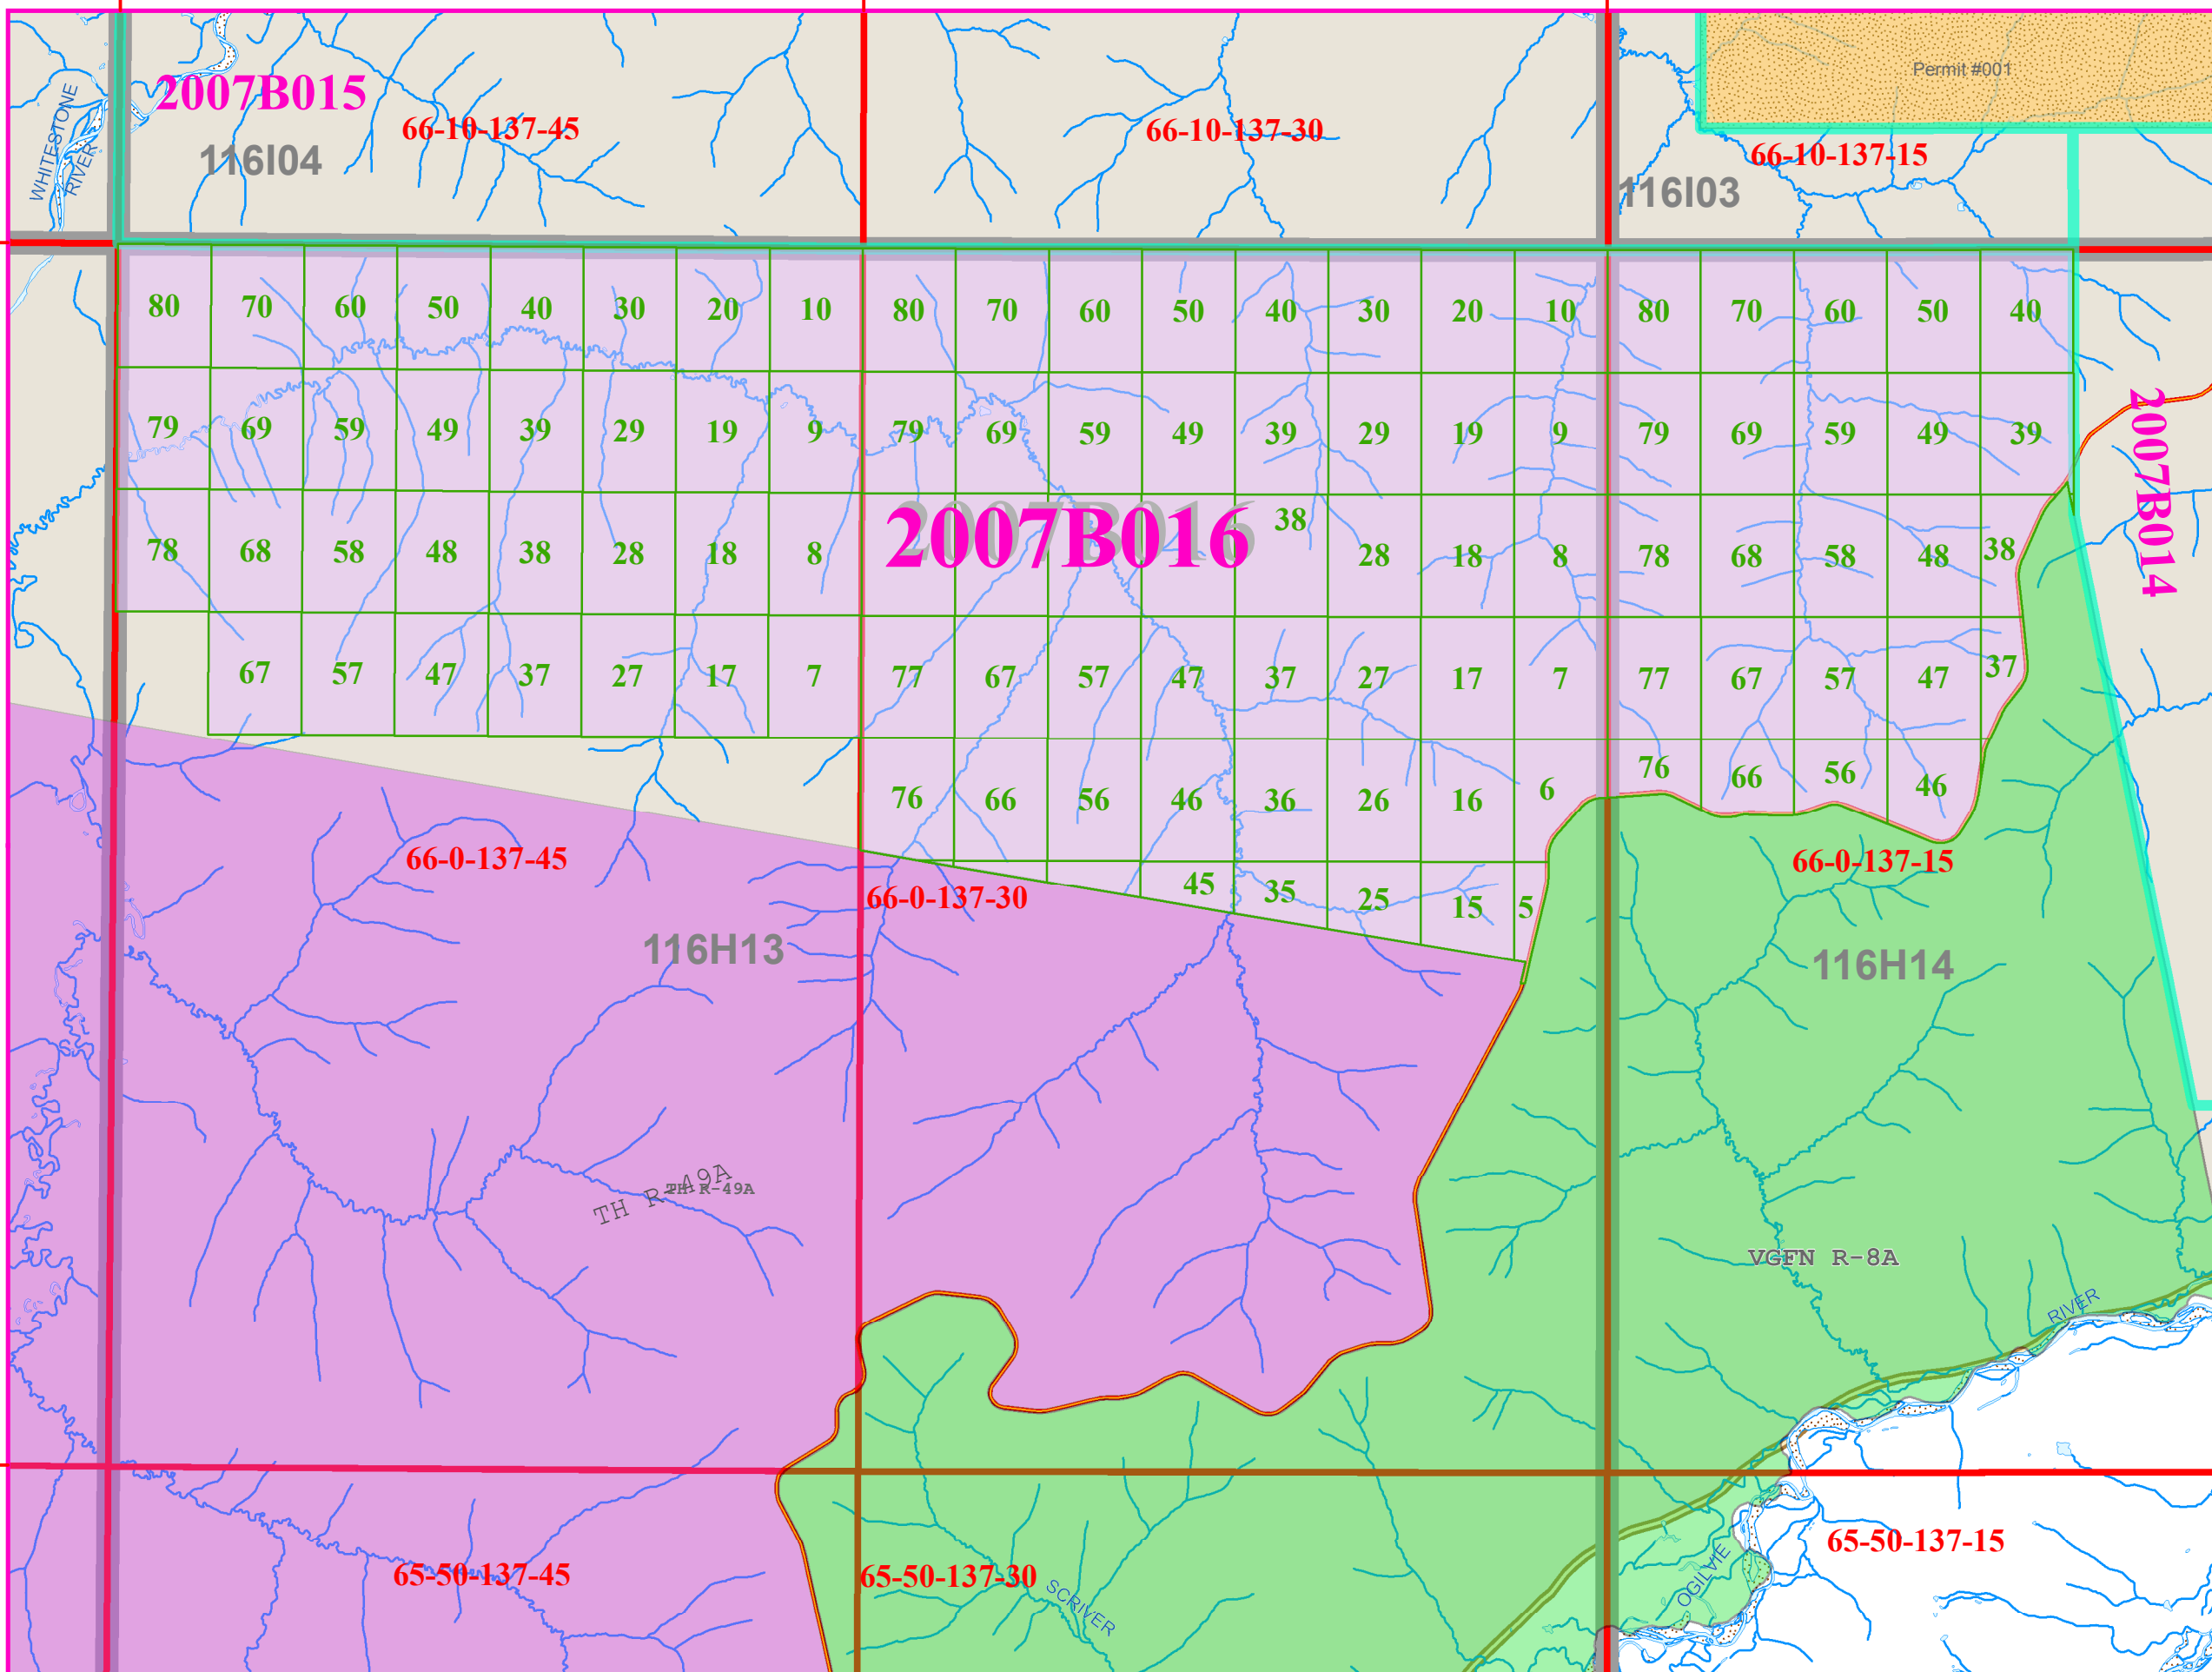 Permit #001
2007B015
WHITESTONE
RIVER
66-10-137-45
66-10-137-30
66-10-137-15
116I04
116I03
80 70 60 50 40 30 20 10 80 70 60 50 40 30 20 10 80 70 60 50 40
79 69 59 49 39 29 19 9 79 69 59 49 39 29 19 9 79 69 59 49 39
2007B014
2007B016
38
78 68 58 48 38 28 18 8 28 18 8 78 68 58 48 38
67 57 47 37 27 17 7 77 67 57 47 37 27 17 7 77 67 57 47 37
76 66 56 46 36 26 16 6 76 66 56 46
66-0-137-45
66-0-137-15
45 35 25 15 5
66-0-137-30
116H13
116H14
TH R-49A
TH R-49A
VGFN R-8A
RIVER
65-50-137-45
65-50-137-30
65-50-137-15
SCRIVER
OGILVIE